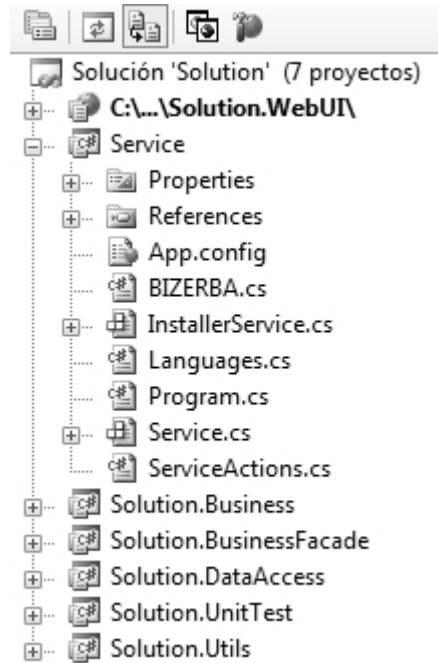 Solución 'Solution' (7 proyectos)
C:\...\Solution.WebUI\
Service
Properties
References
App.config
BIZERBA.cs
InstallerService.cs
Languages.cs
Program.cs
Service.cs
ServiceActions.cs
Solution.Business
Solution.BusinessFacade
Solution.DataAccess
Solution.UnitTest
Solution.Utils